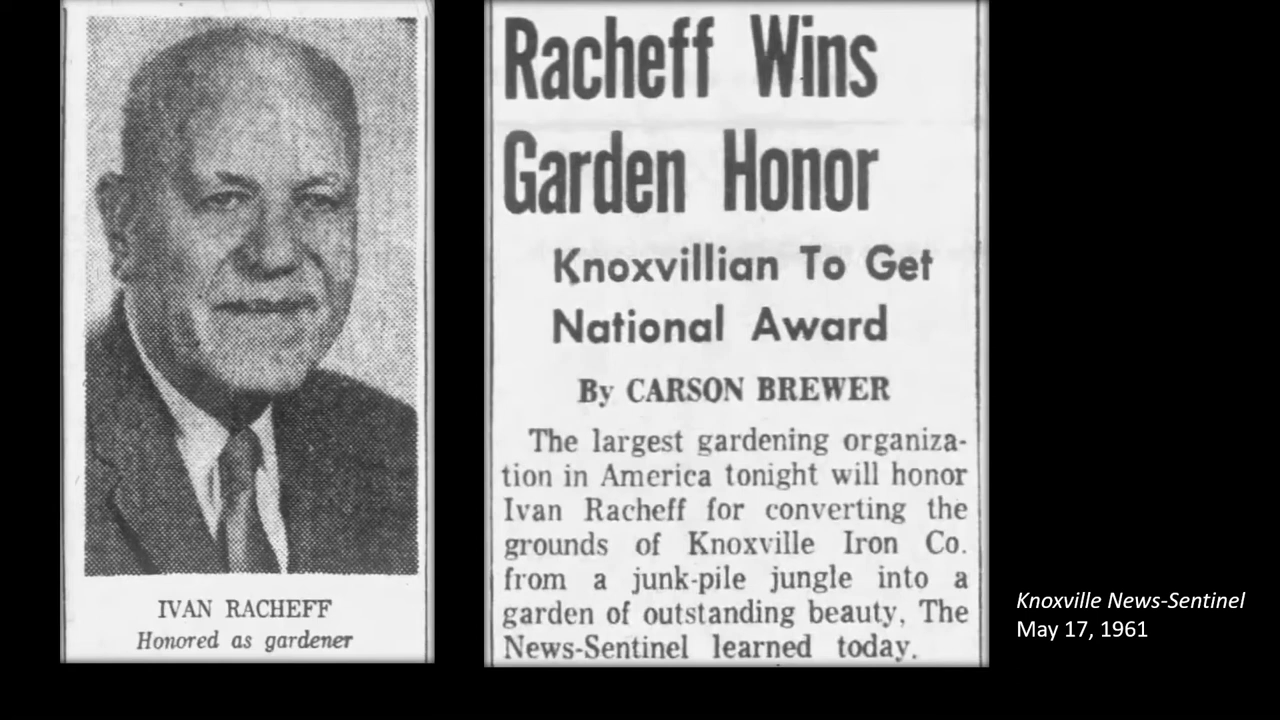 IVAN RACHEFF
Honored as gardener
Racheff Wins
Garden Honor
Knoxvillian To Get
National Award
By CARSON BREWER
The largest gardening organiza-
tion in America tonight will honor
Ivan Racheff for converting the
grounds of Knoxville Iron Co.
from a junk-pile jungle into a
garden of outstanding beauty, The
News-Sentinel learned today.
Knoxville News-Sentinel
May 17, 1961